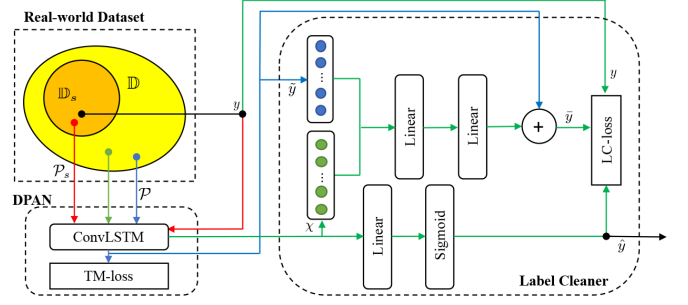 Real-world Dataset
𝔻
𝔻ₛ
y
ỹ
y
𝒫ₛ
𝒫
DPAN
ConvLSTM
TM-loss
χ
Linear
Linear
+
ȳ
LC-loss
Linear
Sigmoid
ŷ
Label Cleaner